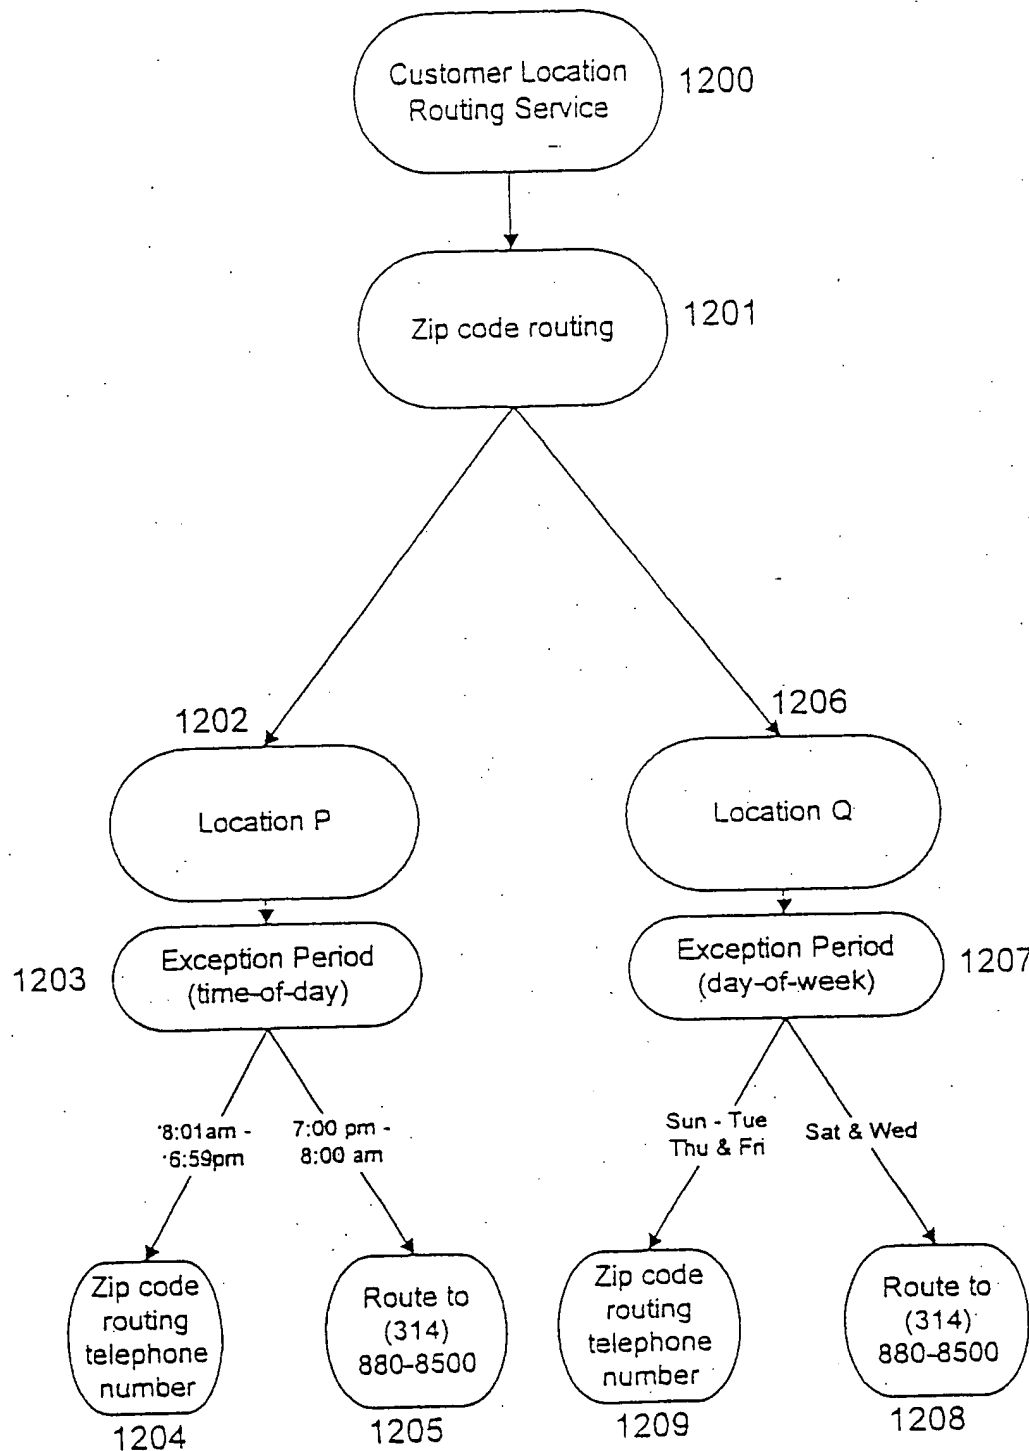 Customer Location
Routing Service
1200
Zip code routing
1201
1202
1206
Location P
Location Q
Exception Period
(time-of-day)
1203
Exception Period
(day-of-week)
1207
8:01am -
6:59pm
7:00 pm -
8:00 am
Sun - Tue
Thu & Fri
Sat & Wed
Zip code
routing
telephone
number
1204
Route to
(314)
880-8500
1205
Zip code
routing
telephone
number
1209
Route to
(314)
880-8500
1208